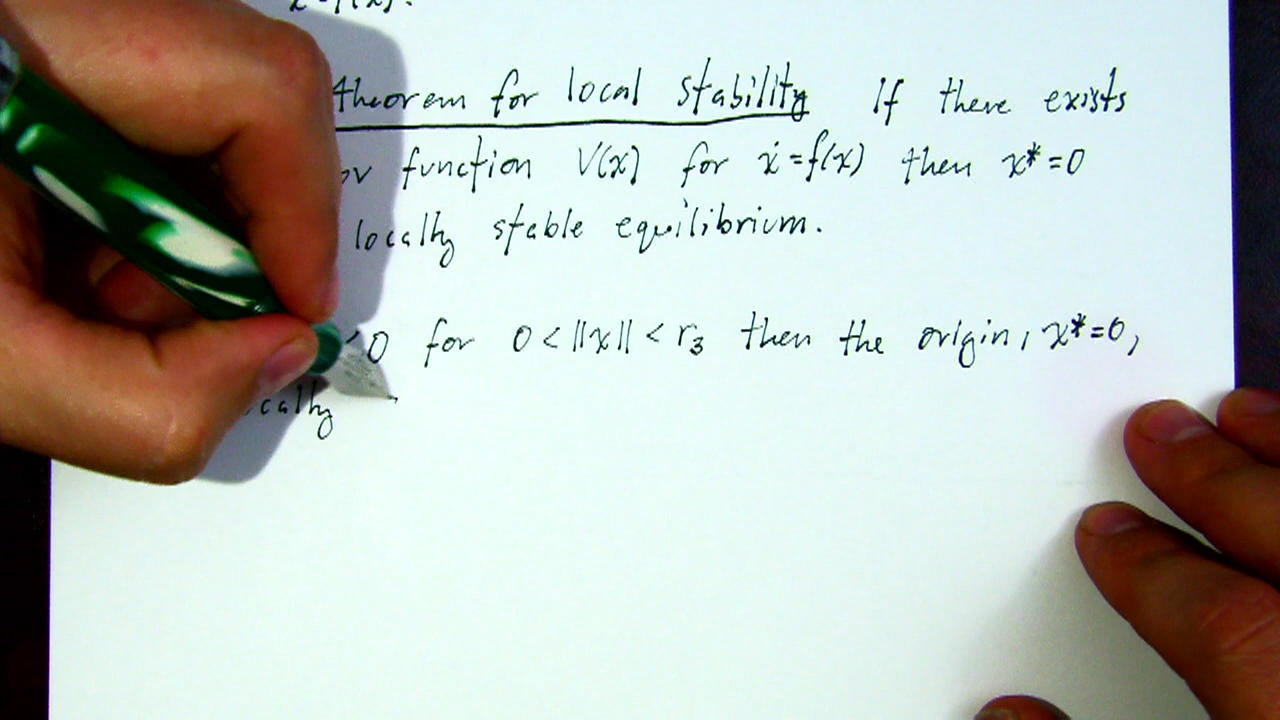 ẋ=f(x).
theorem for local stability If there exists
ov function V(x) for ẋ=f(x) then x*=0
locally stable equilibrium.
<0 for 0<||x||<r₃ then the origin, x*=0,
cally